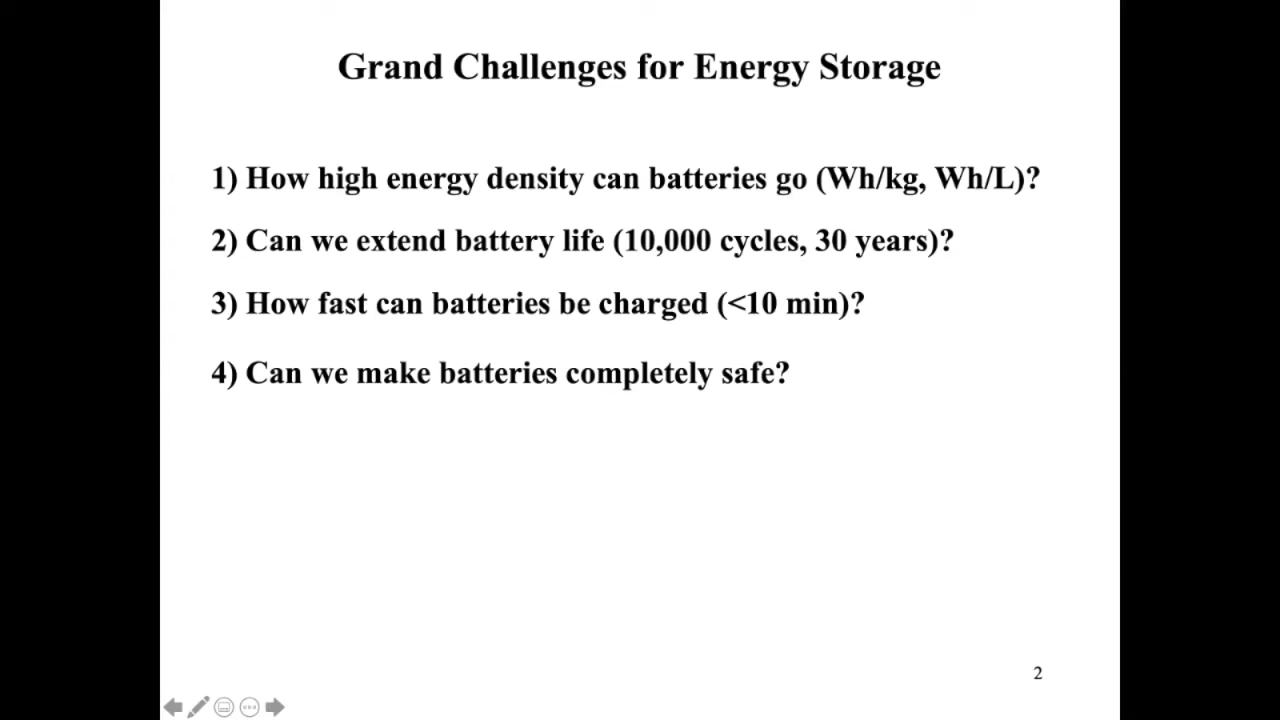 Grand Challenges for Energy Storage
1) How high energy density can batteries go (Wh/kg, Wh/L)?
2) Can we extend battery life (10,000 cycles, 30 years)?
3) How fast can batteries be charged (<10 min)?
4) Can we make batteries completely safe?
2